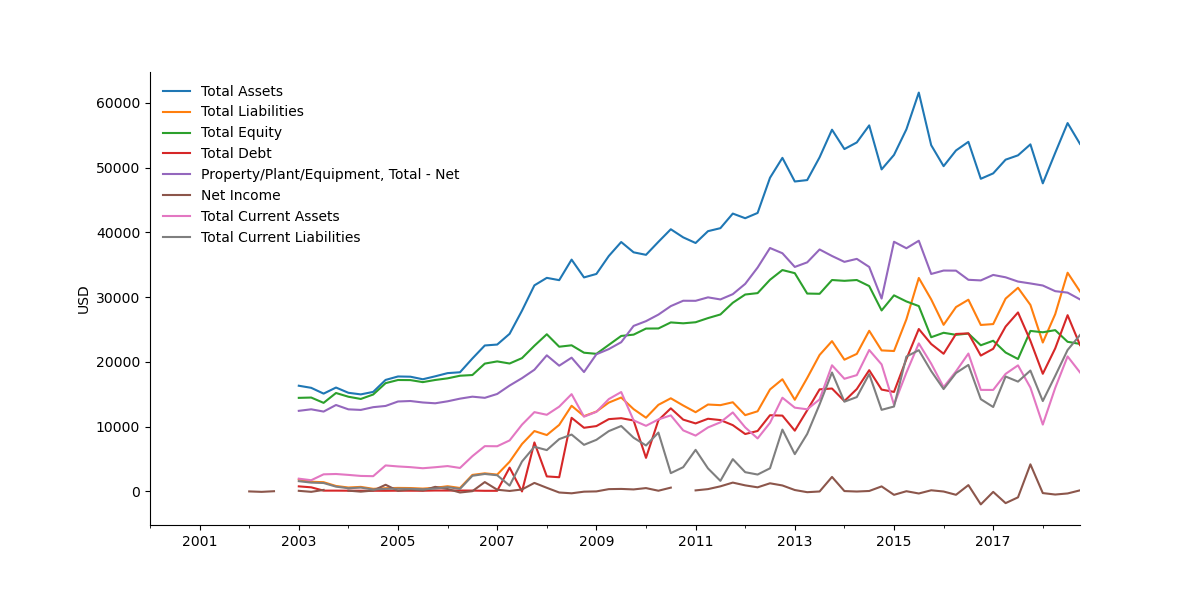 60000
50000
40000
30000
20000
10000
0
USD
Total Assets
Total Liabilities
Total Equity
Total Debt
Property/Plant/Equipment, Total - Net
Net Income
Total Current Assets
Total Current Liabilities
2001 2003 2005 2007 2009 2011 2013 2015 2017